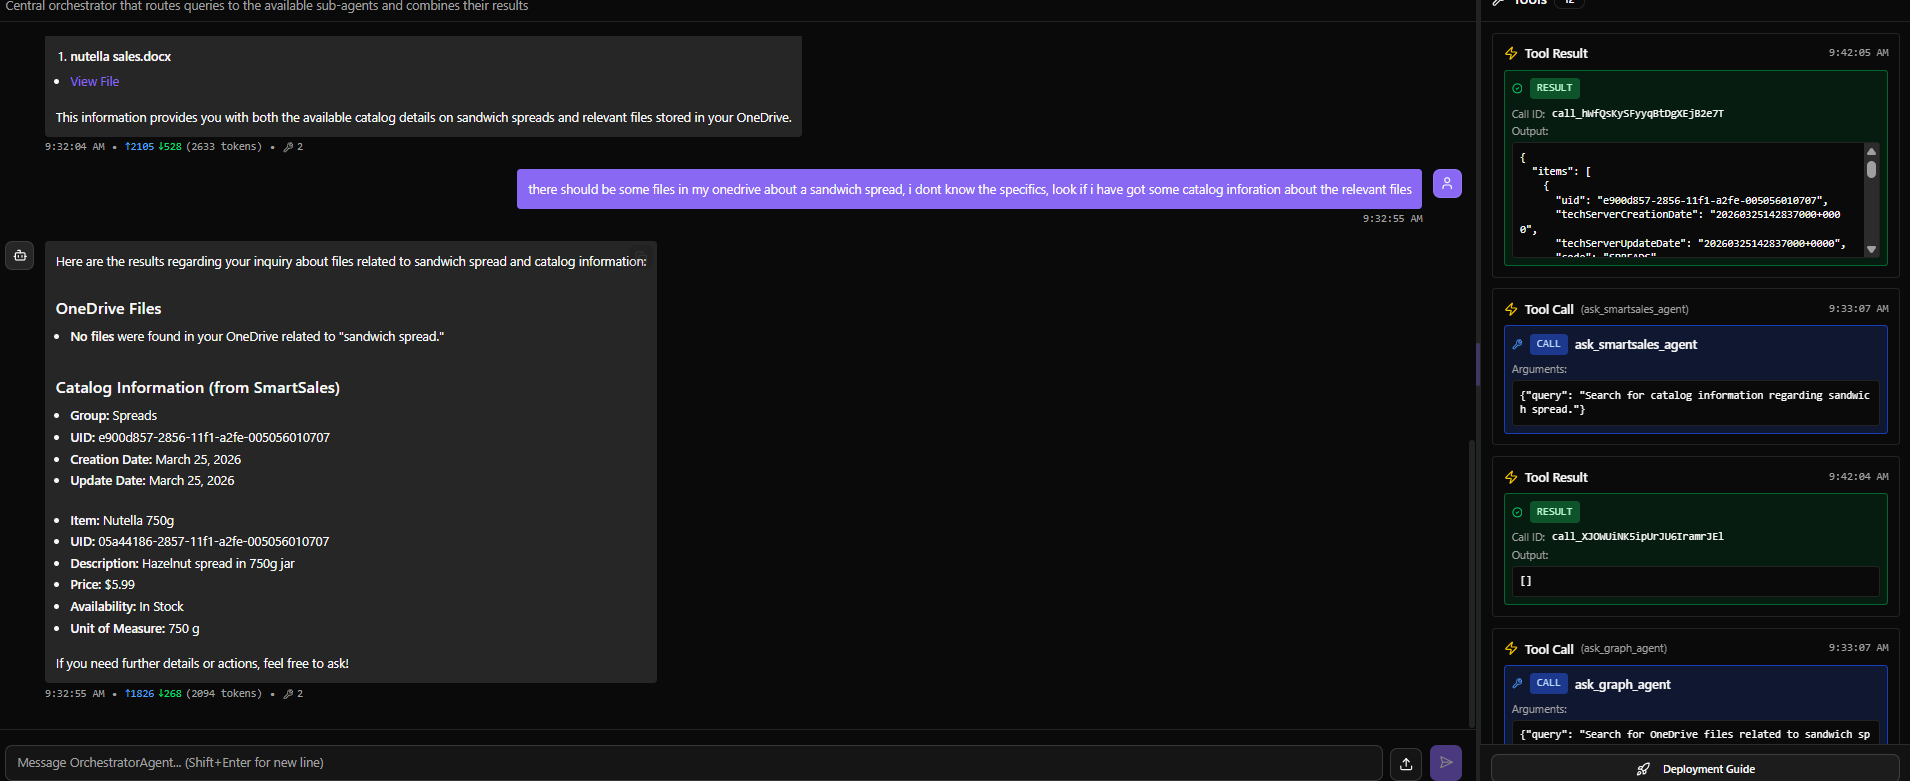 Central orchestrator that routes queries to the available sub-agents and combines their results
1. nutella sales.docx
View File
This information provides you with both the available catalog details on sandwich spreads and relevant files stored in your OneDrive.
9:32:04 AM • ↑2105 ↓528 (2633 tokens) • 2
there should be some files in my onedrive about a sandwich spread, i dont know the specifics, look if i have got some catalog inforation about the relevant files
9:32:55 AM
Here are the results regarding your inquiry about files related to sandwich spread and catalog information:
OneDrive Files
No files were found in your OneDrive related to "sandwich spread."
Catalog Information (from SmartSales)
Group: Spreads
UID: e900d857-2856-11f1-a2fe-005056010707
Creation Date: March 25, 2026
Update Date: March 25, 2026
Item: Nutella 750g
UID: 05a44186-2857-11f1-a2fe-005056010707
Description: Hazelnut spread in 750g jar
Price: $5.99
Availability: In Stock
Unit of Measure: 750 g
If you need further details or actions, feel free to ask!
9:32:55 AM • ↑1826 ↓268 (2094 tokens) • 2
Message OrchestratorAgent... (Shift+Enter for new line)
Tools 12
Tool Result 9:42:05 AM
RESULT
Call ID: call_hWfQsKySFyyqBtDgXEjB2e7T
Output:
{
"items": [
{
"uid": "e900d857-2856-11f1-a2fe-005056010707",
"techServerCreationDate": "20260325142837000+000
0",
"techServerUpdateDate": "20260325142837000+0000",
"code": "SPREADS"
Tool Call (ask_smartsales_agent) 9:33:07 AM
CALL ask_smartsales_agent
Arguments:
{"query": "Search for catalog information regarding sandwic
h spread."}
Tool Result 9:42:04 AM
RESULT
Call ID: call_XJOWUiNK5ipUrJU6IramrJEl
Output:
[]
Tool Call (ask_graph_agent) 9:33:07 AM
CALL ask_graph_agent
Arguments:
{"query": "Search for OneDrive files related to sandwich sp
Deployment Guide